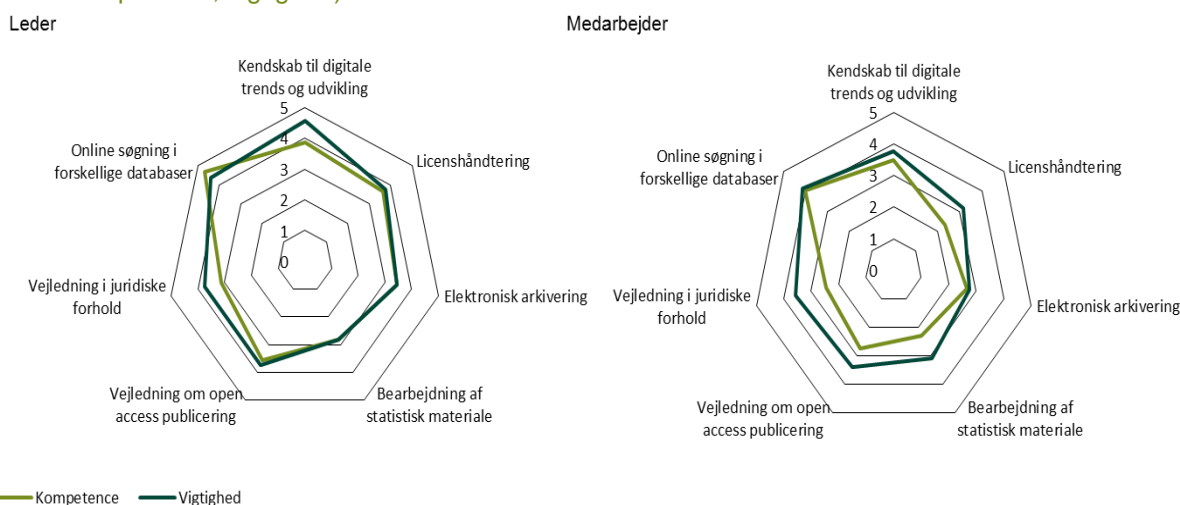 Leder
Kendskab til digitale
trends og udvikling
5
4
3
2
1
0
Online søgning i
forskellige databaser
Licenshåndtering
Vejledning i juridiske
forhold
Elektronisk arkivering
Vejledning om open
access publicering
Bearbejdning af
statistisk materiale
Medarbejder
Kendskab til digitale
trends og udvikling
5
4
3
2
1
0
Online søgning i
forskellige databaser
Licenshåndtering
Vejledning i juridiske
forhold
Elektronisk arkivering
Vejledning om open
access publicering
Bearbejdning af
statistisk materiale
Kompetence
Vigtighed